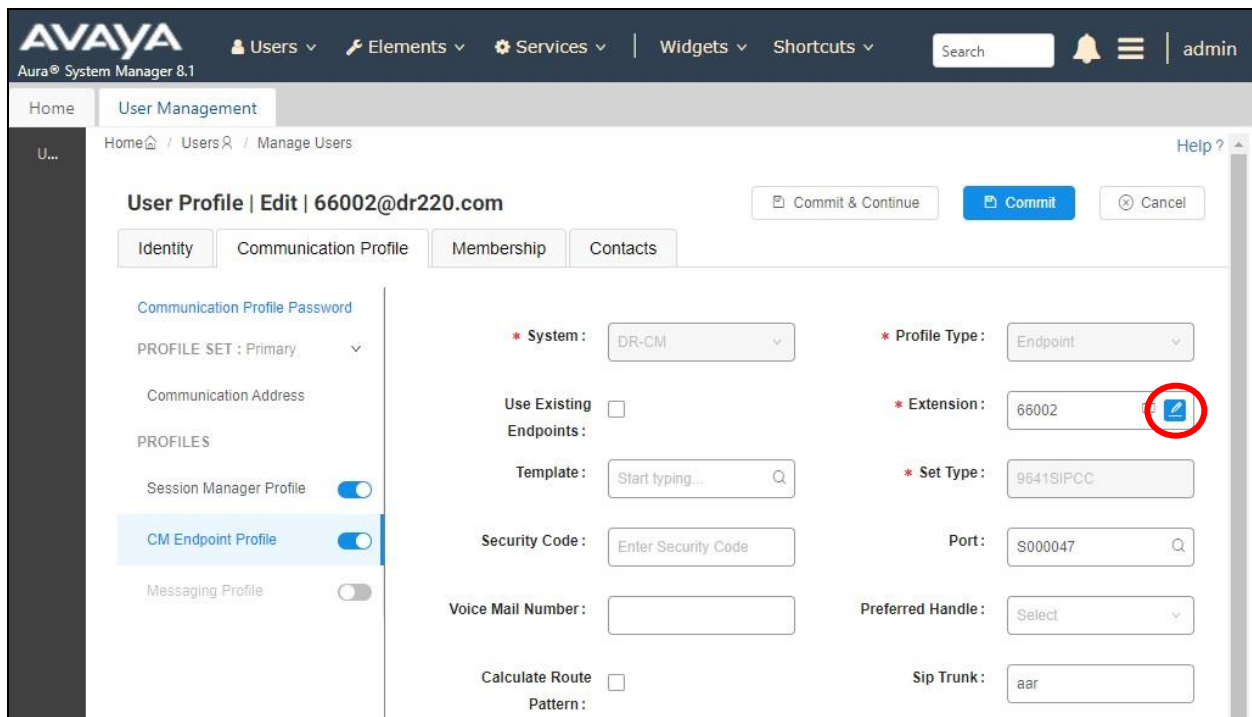 AVAYA
Aura® System Manager 8.1
Users Elements Services Widgets Shortcuts Search admin
Home User Management
U...
Home / Users / Manage Users Help ?
User Profile | Edit | 66002@dr220.com Commit & Continue Commit Cancel
Identity Communication Profile Membership Contacts
Communication Profile Password
PROFILE SET : Primary
Communication Address
PROFILES
Session Manager Profile
CM Endpoint Profile
Messaging Profile
* System : DR-CM * Profile Type : Endpoint
Use Existing
Endpoints :
* Extension : 66002
Template : Start typing... * Set Type : 9641SIPCC
Security Code : Enter Security Code Port : S000047
Voice Mail Number : Preferred Handle : Select
Calculate Route
Pattern :
Sip Trunk : aar